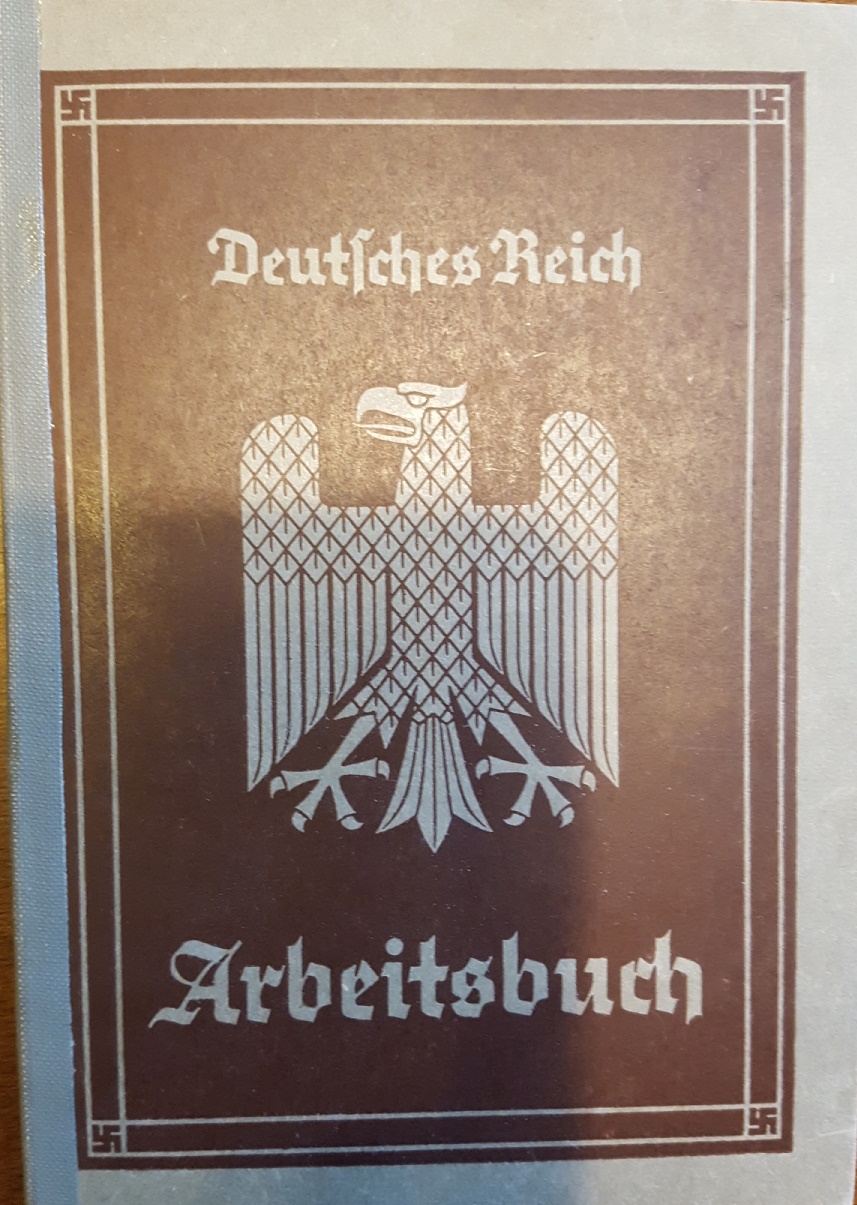 Deutſches Reich
Arbeitsbuch